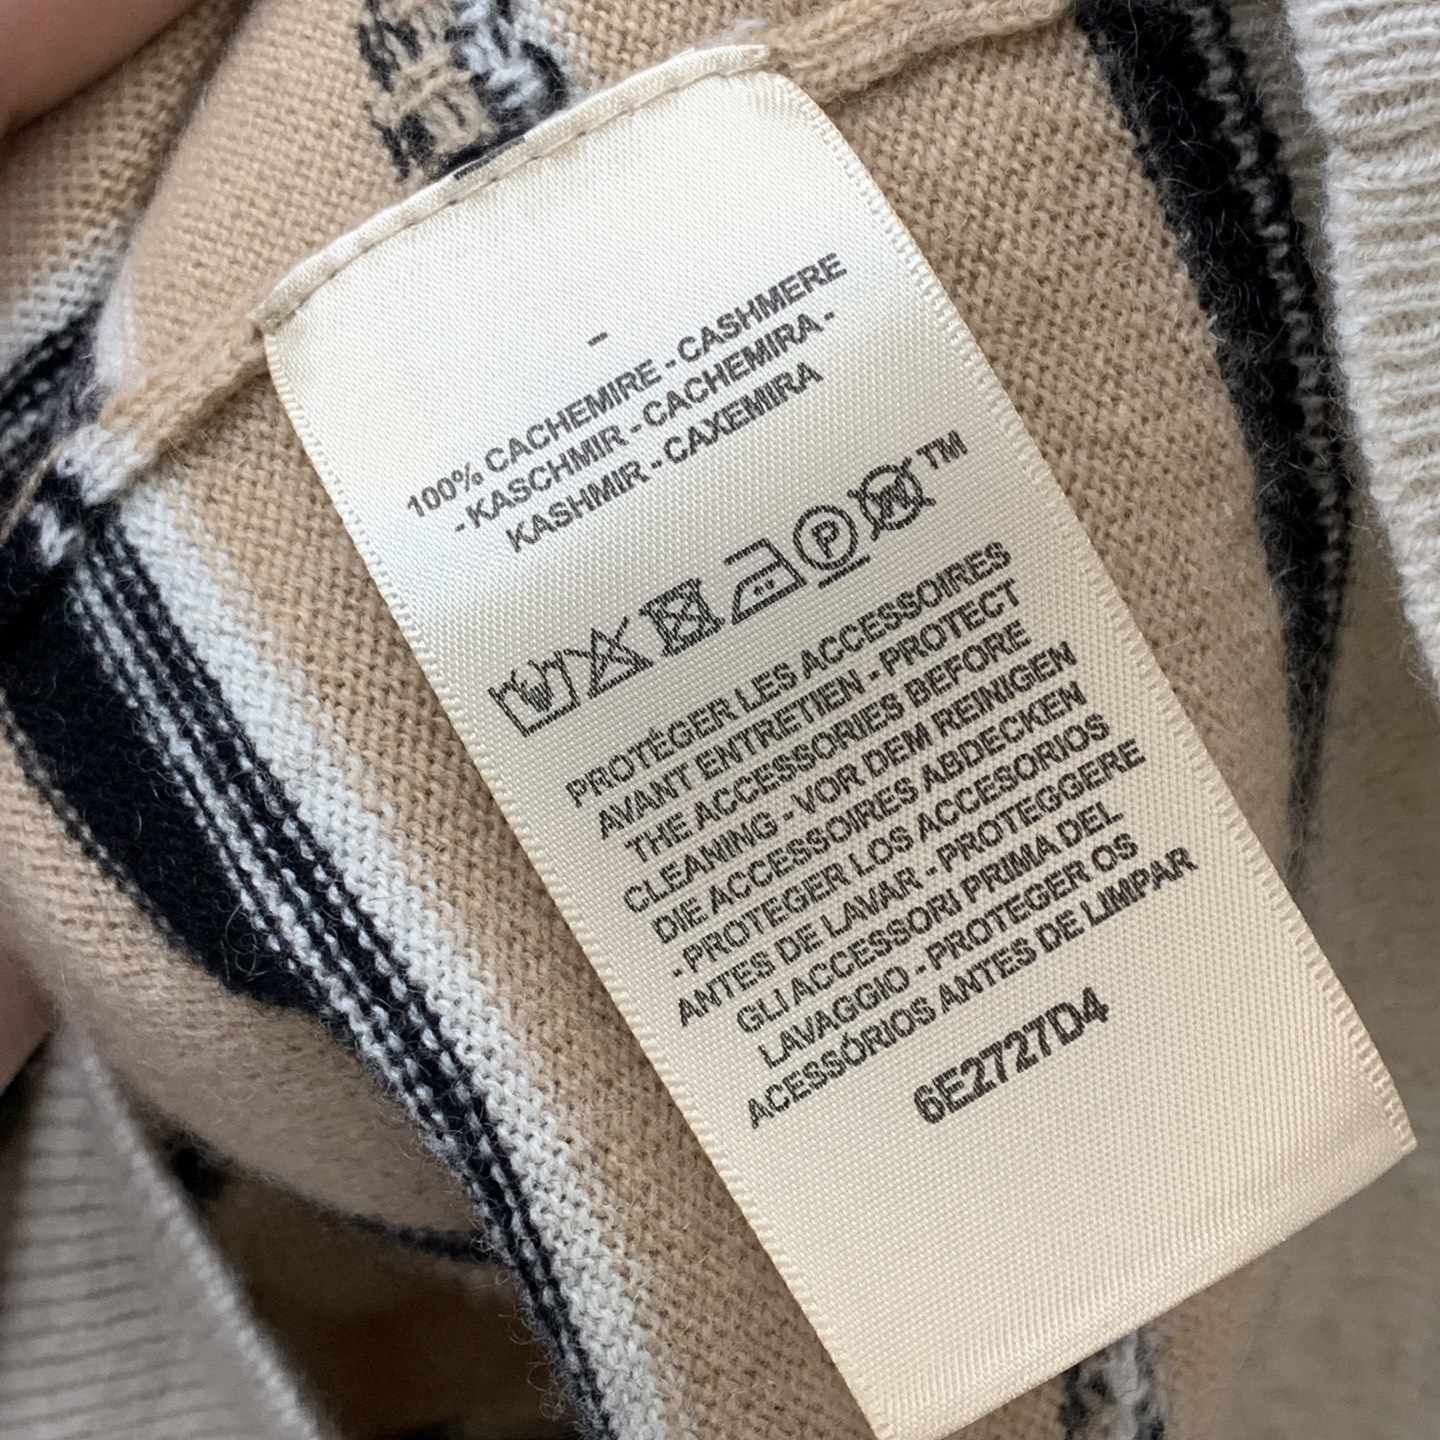 -
100% CACHEMIRE - CASHMERE
- KASCHMIR - CACHEMIRA -
KASHMIR - CAXEMIRA
P W TM
PROTÉGER LES ACCESSOIRES
AVANT ENTRETIEN - PROTECT
THE ACCESSORIES BEFORE
CLEANING - VOR DEM REINIGEN
DIE ACCESSOIRES ABDECKEN
- PROTEGER LOS ACCESORIOS
ANTES DE LAVAR - PROTEGGERE
GLI ACCESSORI PRIMA DEL
LAVAGGIO - PROTEGER OS
ACESSÓRIOS ANTES DE LIMPAR
6E2727D4